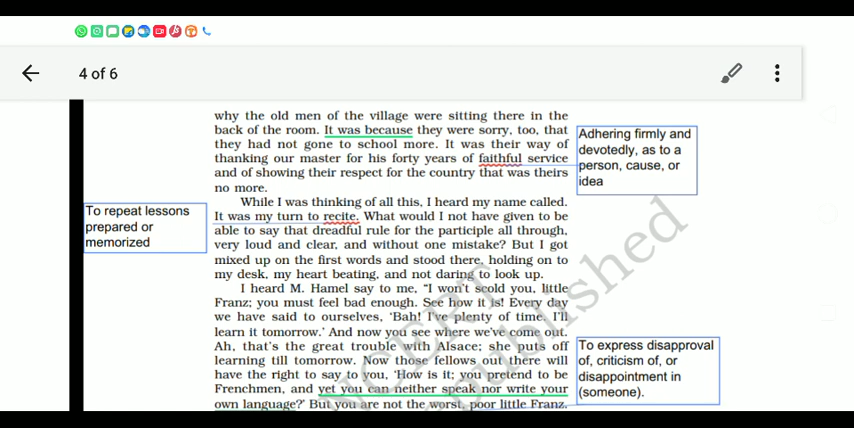 4 of 6
why the old men of the village were sitting there in the
back of the room. It was because they were sorry, too, that
they had not gone to school more. It was their way of
thanking our master for his forty years of faithful service
and of showing their respect for the country that was theirs
no more.
Adhering firmly and
devotedly, as to a
person, cause, or
idea
While I was thinking of all this, I heard my name called.
It was my turn to recite. What would I not have given to be
able to say that dreadful rule for the participle all through,
very loud and clear, and without one mistake? But I got
mixed up on the first words and stood there, holding on to
my desk, my heart beating, and not daring to look up.
To repeat lessons
prepared or
memorized
I heard M. Hamel say to me, “I won't scold you, little
Franz; you must feel bad enough. See how it is! Every day
we have said to ourselves, ‘Bah! I've plenty of time. I'll
learn it tomorrow.’ And now you see where we've come out.
Ah, that's the great trouble with Alsace; she puts off
learning till tomorrow. Now those fellows out there will
have the right to say to you, ‘How is it; you pretend to be
Frenchmen, and yet you can neither speak nor write your
own language?’ But you are not the worst, poor little Franz.
To express disapproval
of, criticism of, or
disappointment in
(someone).
NCERT
published